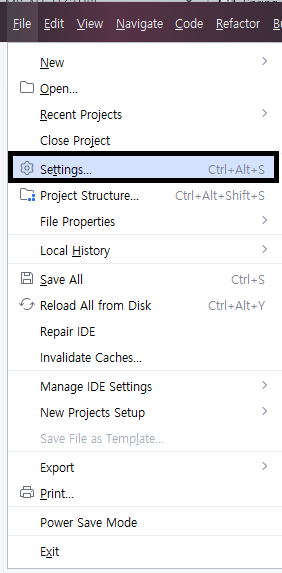 File Edit View Navigate Code Refactor
New
Open...
Recent Projects
Close Project
Settings... Ctrl+Alt+S
Project Structure... Ctrl+Alt+Shift+S
File Properties
Local History
Save All Ctrl+S
Reload All from Disk Ctrl+Alt+Y
Repair IDE
Invalidate Caches...
Manage IDE Settings
New Projects Setup
Save File as Template...
Export
Print...
Power Save Mode
Exit